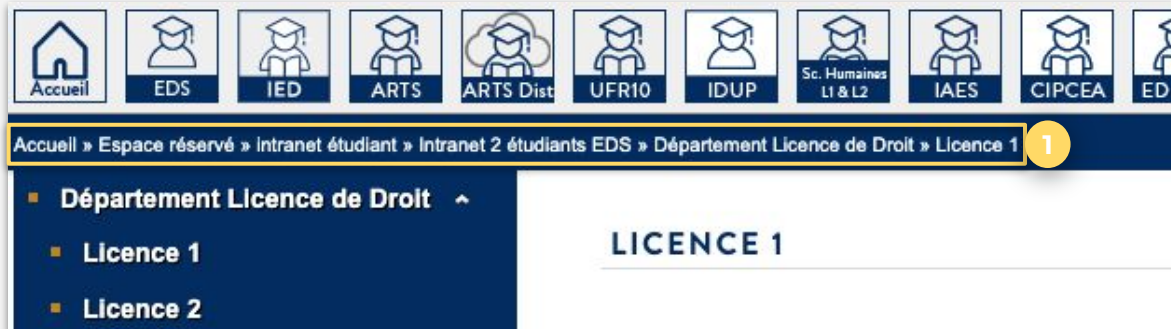 Accueil
EDS
IED
ARTS
ARTS Dist
UFR10
IDUP
Sc. Humaines
L1 & L2
IAES
CIPCEA
ED
Accueil » Espace réservé » intranet étudiant » Intranet 2 étudiants EDS » Département Licence de Droit » Licence 1
1
Département Licence de Droit
Licence 1
Licence 2
LICENCE 1